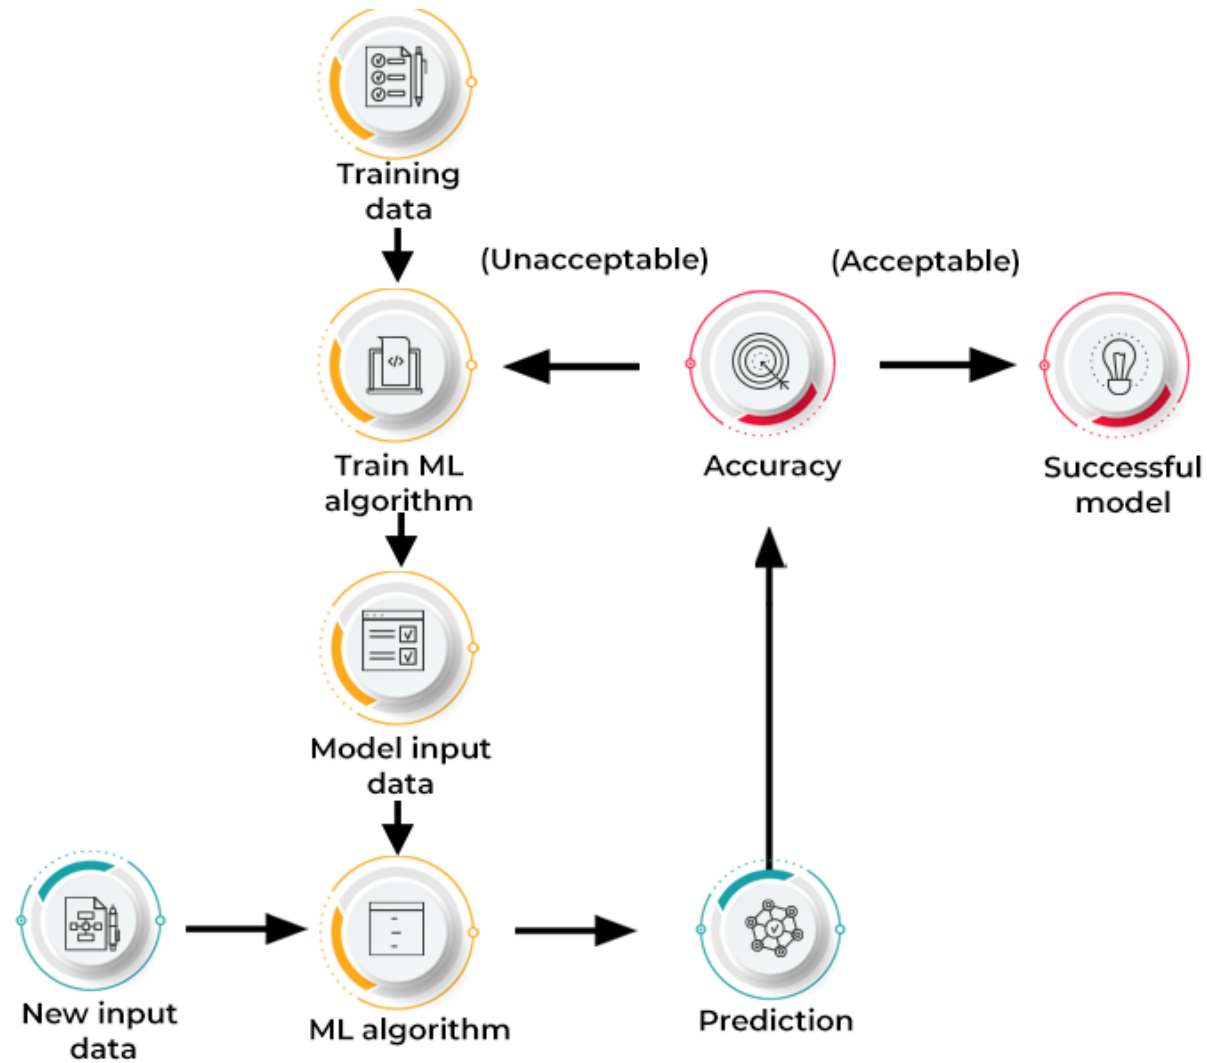 Training
data
(Unacceptable)
(Acceptable)
Train ML
algorithm
Accuracy
Successful
model
Model input
data
New input
data
ML algorithm
Prediction